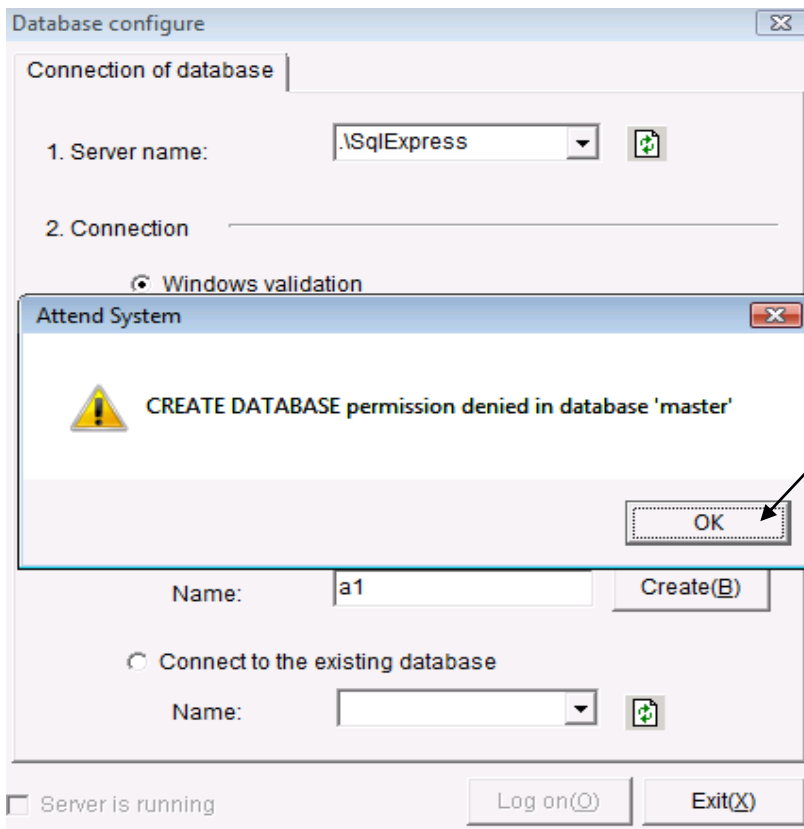 Database configure
Connection of database
1. Server name:
.\SqlExpress
2. Connection
Windows validation
Attend System
CREATE DATABASE permission denied in database 'master'
OK
Name:
a1
Create(B)
Connect to the existing database
Name:
Server is running
Log on(O)
Exit(X)